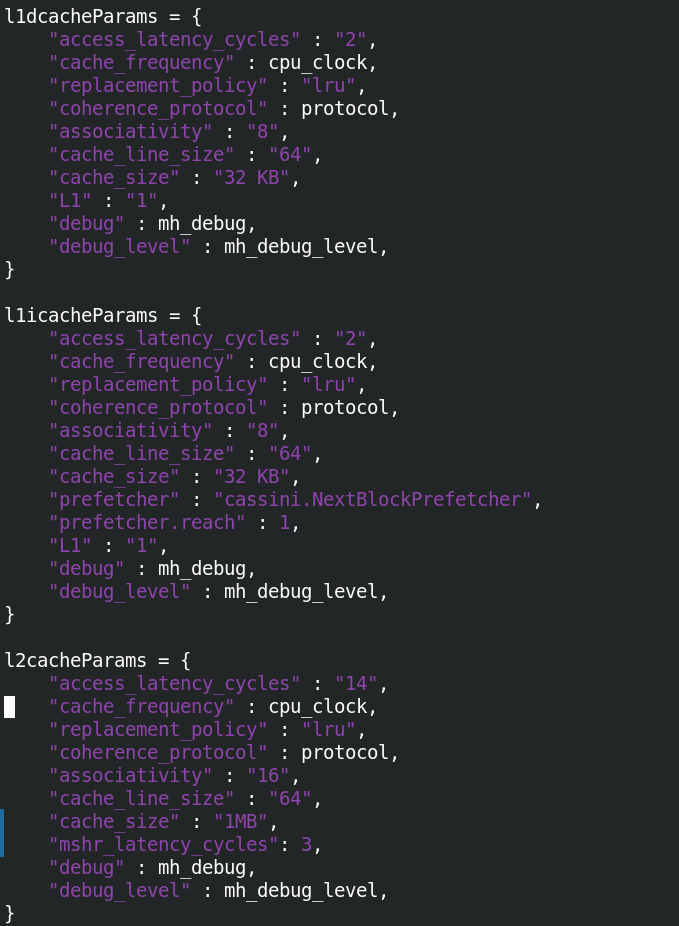 l1dcacheParams = {
    "access_latency_cycles" : "2",
    "cache_frequency" : cpu_clock,
    "replacement_policy" : "lru",
    "coherence_protocol" : protocol,
    "associativity" : "8",
    "cache_line_size" : "64",
    "cache_size" : "32 KB",
    "L1" : "1",
    "debug" : mh_debug,
    "debug_level" : mh_debug_level,
}

l1icacheParams = {
    "access_latency_cycles" : "2",
    "cache_frequency" : cpu_clock,
    "replacement_policy" : "lru",
    "coherence_protocol" : protocol,
    "associativity" : "8",
    "cache_line_size" : "64",
    "cache_size" : "32 KB",
    "prefetcher" : "cassini.NextBlockPrefetcher",
    "prefetcher.reach" : 1,
    "L1" : "1",
    "debug" : mh_debug,
    "debug_level" : mh_debug_level,
}

l2cacheParams = {
    "access_latency_cycles" : "14",
    "cache_frequency" : cpu_clock,
    "replacement_policy" : "lru",
    "coherence_protocol" : protocol,
    "associativity" : "16",
    "cache_line_size" : "64",
    "cache_size" : "1MB",
    "mshr_latency_cycles": 3,
    "debug" : mh_debug,
    "debug_level" : mh_debug_level,
}